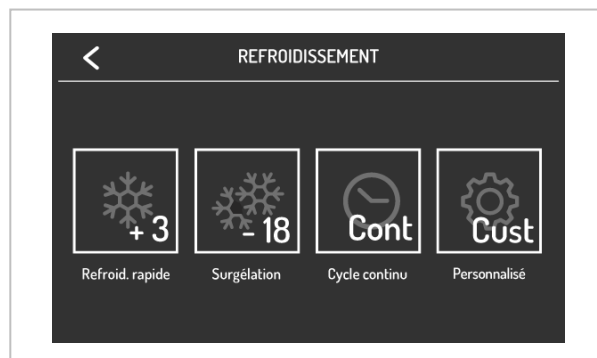 REFROIDISSEMENT
+ 3
- 18
Cont
Cust
Refroid. rapide
Surgélation
Cycle continu
Personnalisé